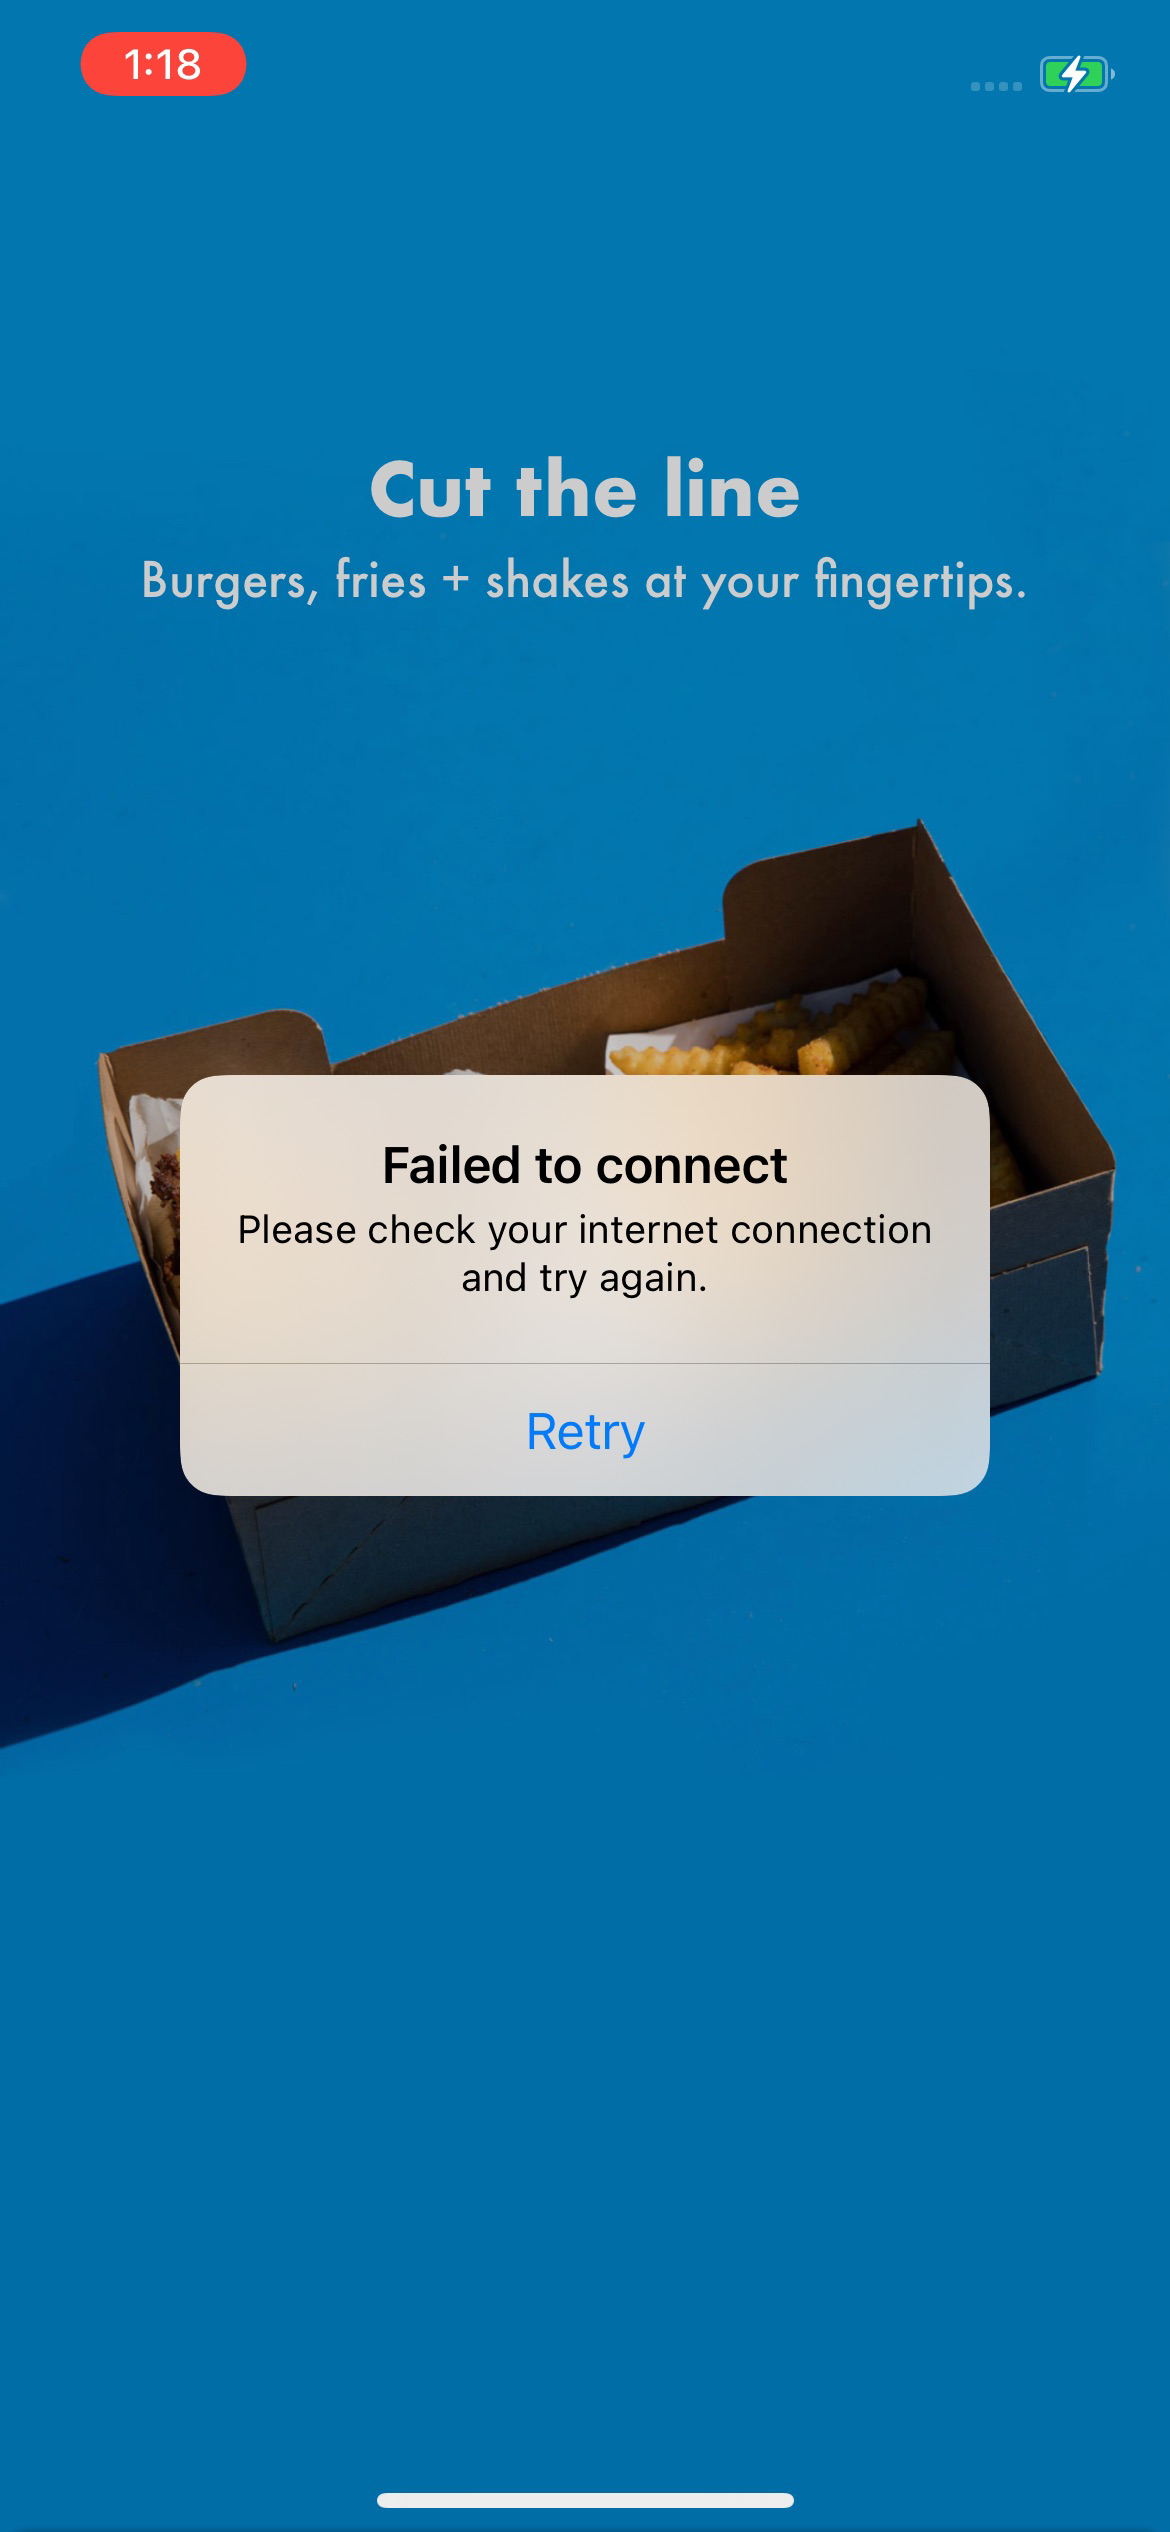 1:18
Cut the line
Burgers, fries + shakes at your fingertips.
Failed to connect
Please check your internet connection
and try again.
Retry